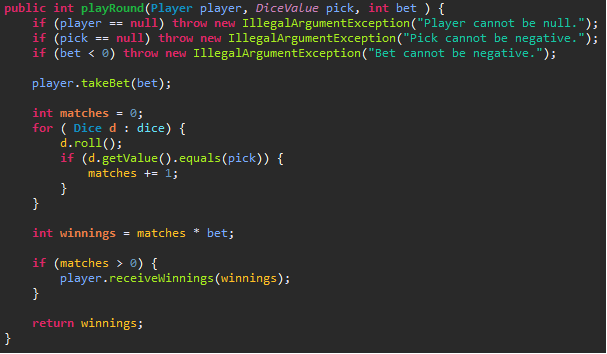 public int playRound(Player player, DiceValue pick, int bet ) {
if (player == null) throw new IllegalArgumentException("Player cannot be null.");
if (pick == null) throw new IllegalArgumentException("Pick cannot be negative.");
if (bet < 0) throw new IllegalArgumentException("Bet cannot be negative.");
player.takeBet(bet);
int matches = 0;
for ( Dice d : dice) {
d.roll();
if (d.getValue().equals(pick)) {
matches += 1;
}
}
int winnings = matches * bet;
if (matches > 0) {
player.receiveWinnings(winnings);
}
return winnings;
}